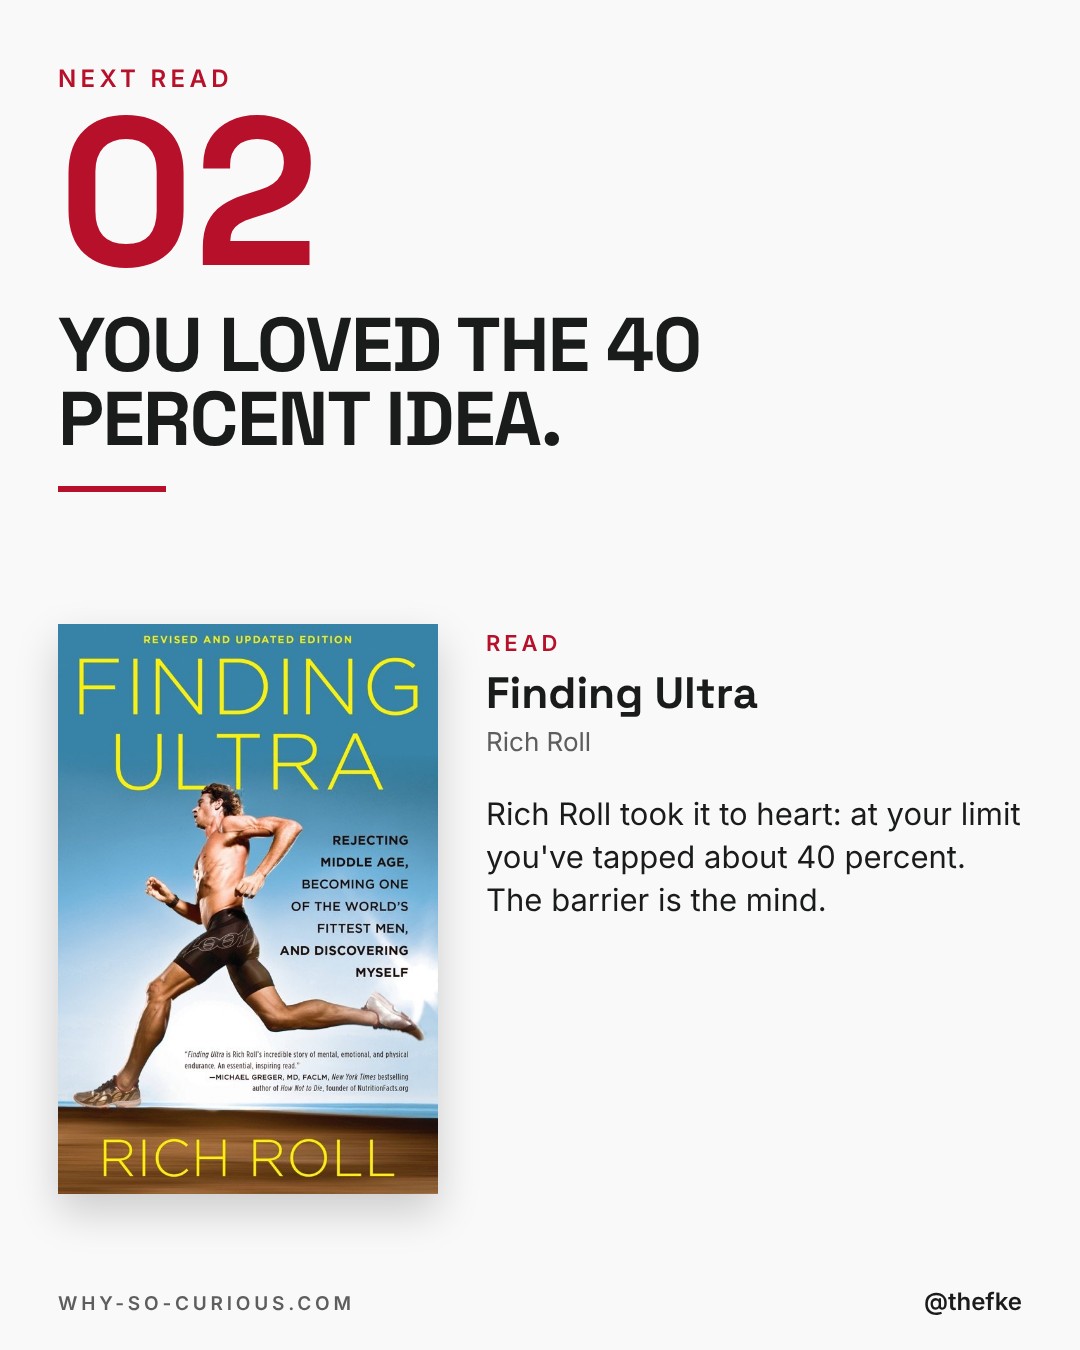 NEXT READ
02
YOU LOVED THE 40
PERCENT IDEA.
REVISED AND UPDATED EDITION
FINDING
ULTRA
REJECTING
MIDDLE AGE,
BECOMING ONE
OF THE WORLD'S
FITTEST MEN,
AND DISCOVERING
MYSELF
"Finding Ultra is Rich Roll's incredible story of mental, emotional, and physical
endurance. An essential, inspiring read."
—MICHAEL GREGER, MD, FACLM, New York Times bestselling
author of How Not to Die, founder of NutritionFacts.org
RICH ROLL
READ
Finding Ultra
Rich Roll
Rich Roll took it to heart: at your limit
you've tapped about 40 percent.
The barrier is the mind.
WHY-SO-CURIOUS.COM
@thefke